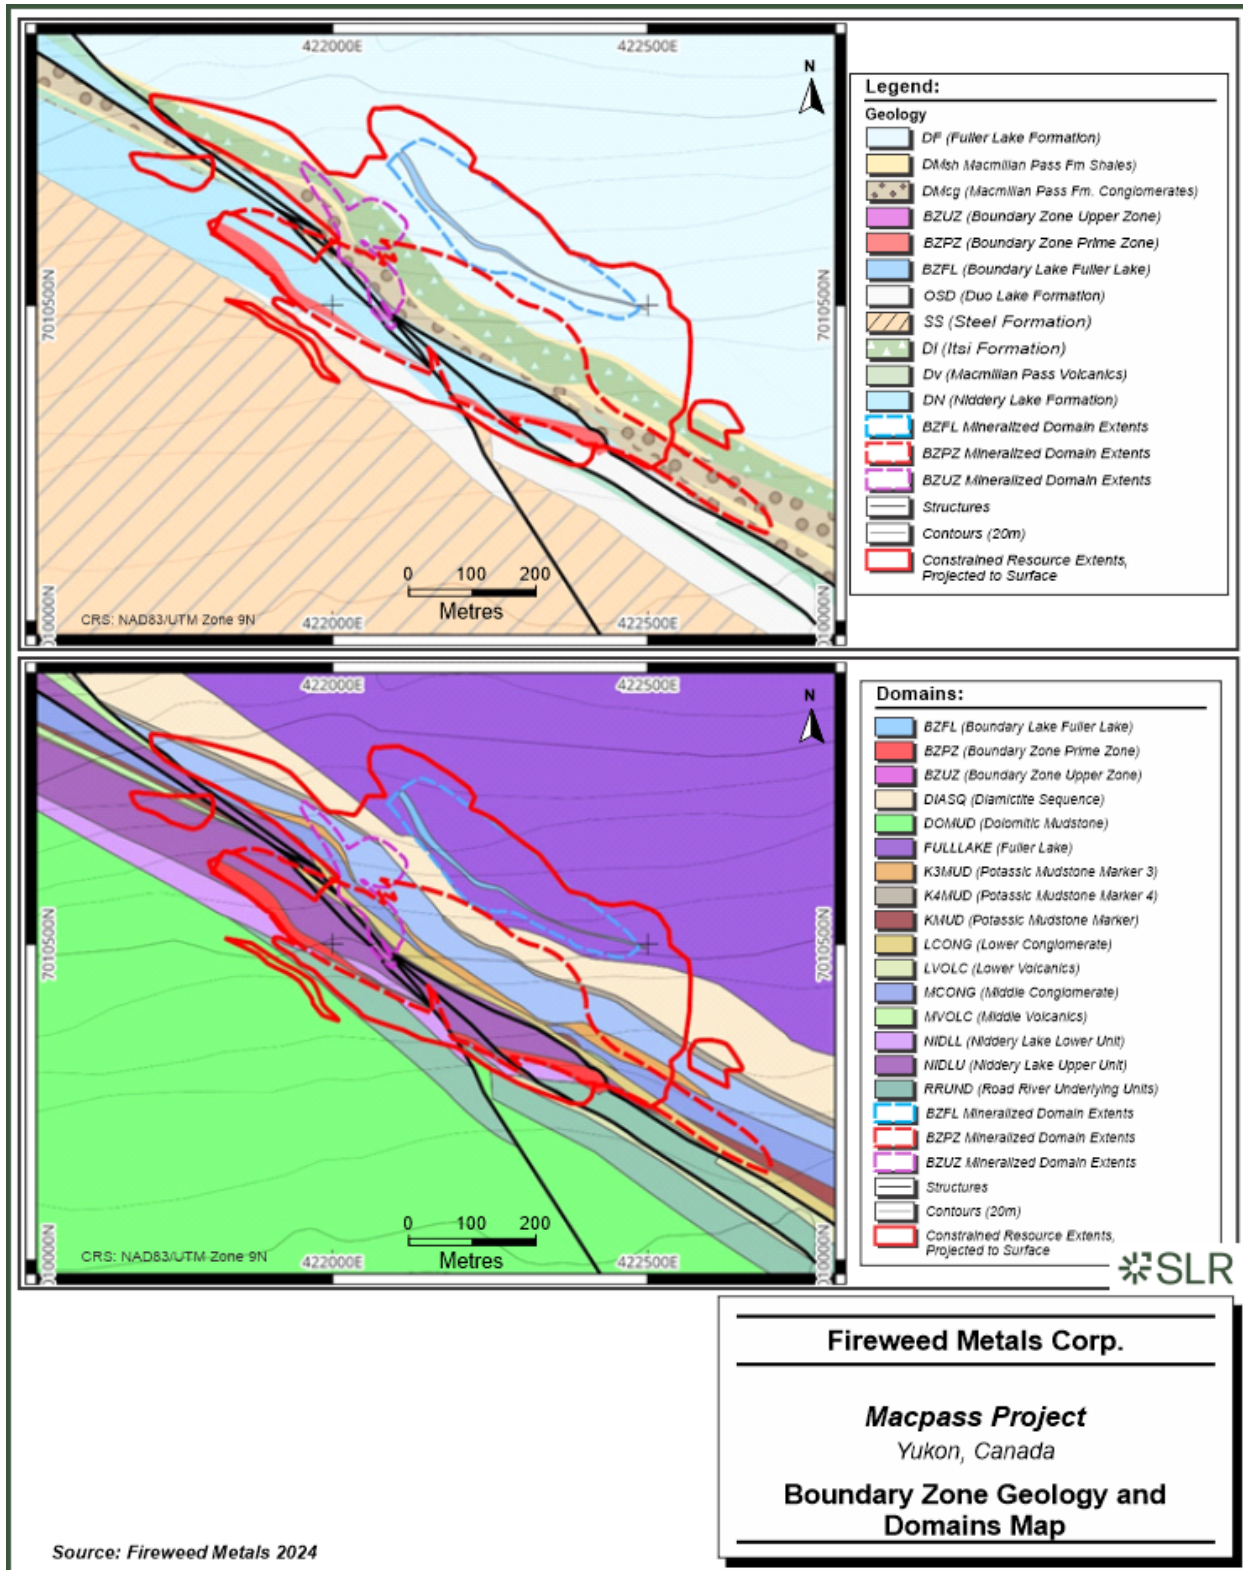 422000E
422500E
N
7010500N
7010500N
0 100 200
Metres
CRS: NAD83/UTM Zone 9N
422000E
422500E
Legend:
Geology
DF (Fuller Lake Formation)
DMsh Macmillan Pass Fm Shales)
DMcg (Macmillan Pass Fm. Conglomerates)
BZUZ (Boundary Zone Upper Zone)
BZPZ (Boundary Zone Prime Zone)
BZFL (Boundary Lake Fuller Lake)
OSD (Duo Lake Formation)
SS (Steel Formation)
DI (Itsi Formation)
Dv (Macmillan Pass Volcanics)
DN (Niddery Lake Formation)
BZFL Mineralized Domain Extents
BZPZ Mineralized Domain Extents
BZUZ Mineralized Domain Extents
Structures
Contours (20m)
Constrained Resource Extents,
Projected to Surface
422000E
422500E
N
7010500N
7010500N
0 100 200
Metres
CRS: NAD83/UTM Zone 9N
422000E
422500E
Domains:
BZFL (Boundary Lake Fuller Lake)
BZPZ (Boundary Zone Prime Zone)
BZUZ (Boundary Zone Upper Zone)
DIASQ (Diamictite Sequence)
DOMUD (Dolomitic Mudstone)
FULLLAKE (Fuller Lake)
K3MUD (Potassic Mudstone Marker 3)
K4MUD (Potassic Mudstone Marker 4)
KMUD (Potassic Mudstone Marker)
LCONG (Lower Conglomerate)
LVOLC (Lower Volcanics)
MCONG (Middle Conglomerate)
MVOLC (Middle Volcanics)
NIDLL (Niddery Lake Lower Unit)
NIDLU (Niddery Lake Upper Unit)
RRUND (Road River Underlying Units)
BZFL Mineralized Domain Extents
BZPZ Mineralized Domain Extents
BZUZ Mineralized Domain Extents
Structures
Contours (20m)
Constrained Resource Extents,
Projected to Surface
SLR
Fireweed Metals Corp.
Macpass Project
Yukon, Canada
Boundary Zone Geology and
Domains Map
Source: Fireweed Metals 2024